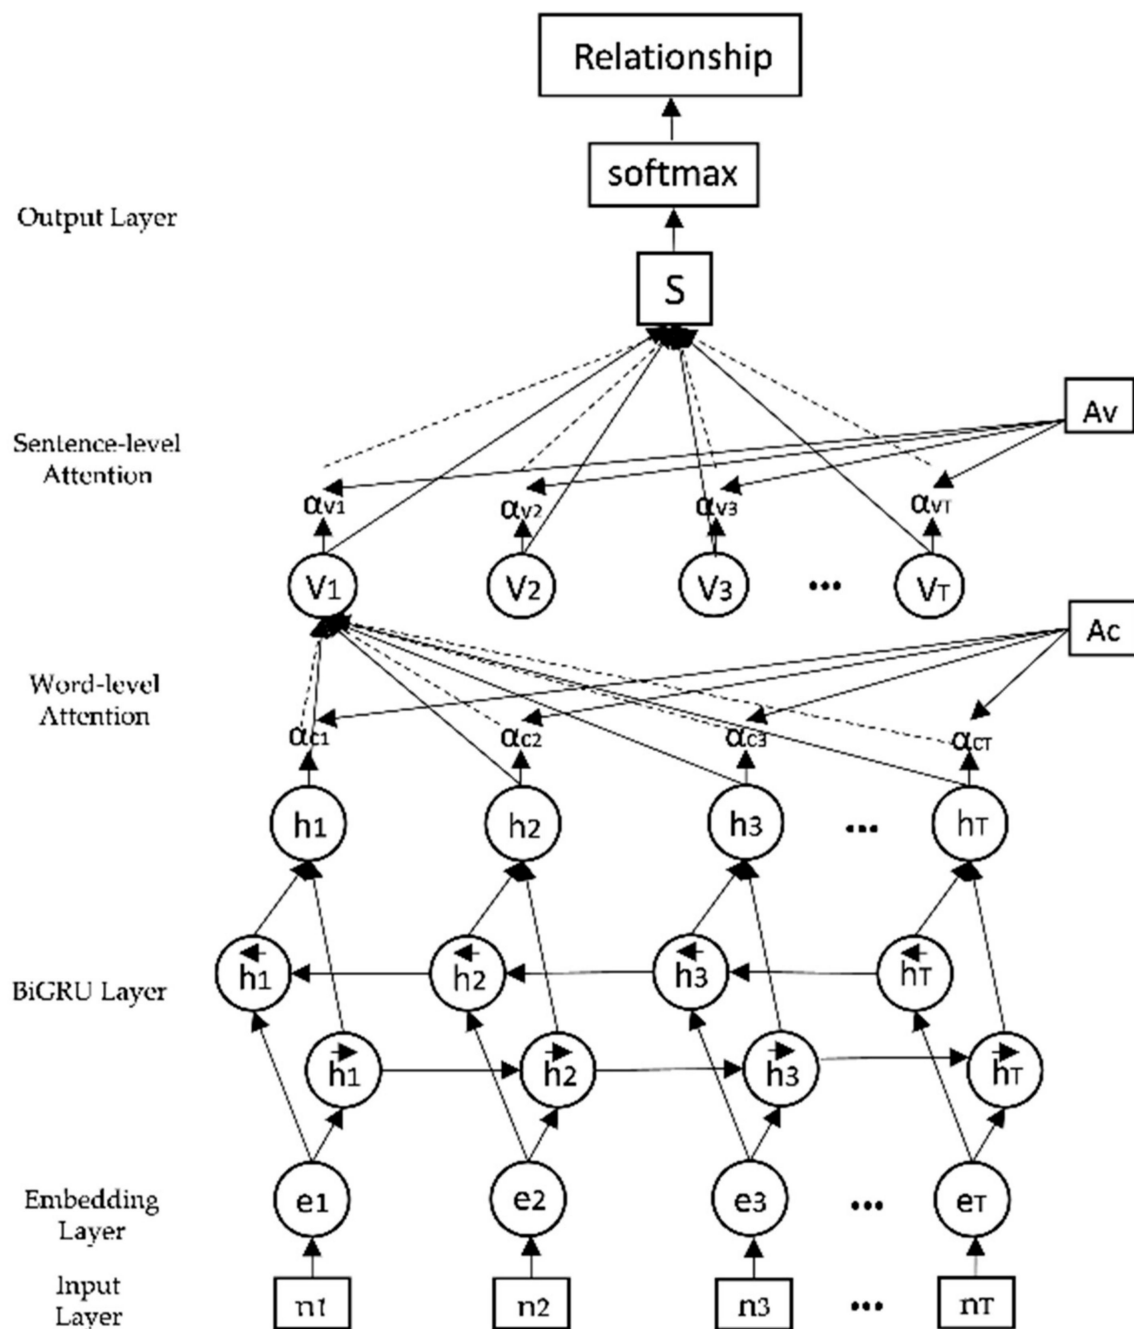 Relationship
softmax
Output Layer
S
Av
Sentence-level
Attention
αv1 αv2 αv3 αvT
V1 V2 V3 ... VT
Ac
Word-level
Attention
αc1 αc2 αc3 αcT
h1 h2 h3 ... hT
h1 h2 h3 hT
BiGRU Layer
h1 h2 h3 hT
Embedding
Layer
e1 e2 e3 ... eT
Input
Layer
n1 n2 n3 ... nT